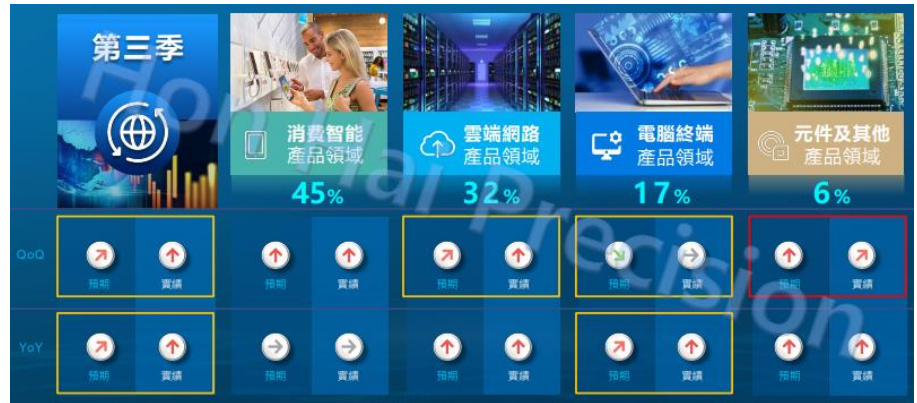 第三季
消費智能
產品領域
45%
雲端網路
產品領域
32%
電腦終端
產品領域
17%
元件及其他
產品領域
6%
Hon Hai Precision
QoQ
預期 實績 預期 實績 預期 實績 預期 實績 預期 實績
YoY
預期 實績 預期 實績 預期 實績 預期 實績 預期 實績